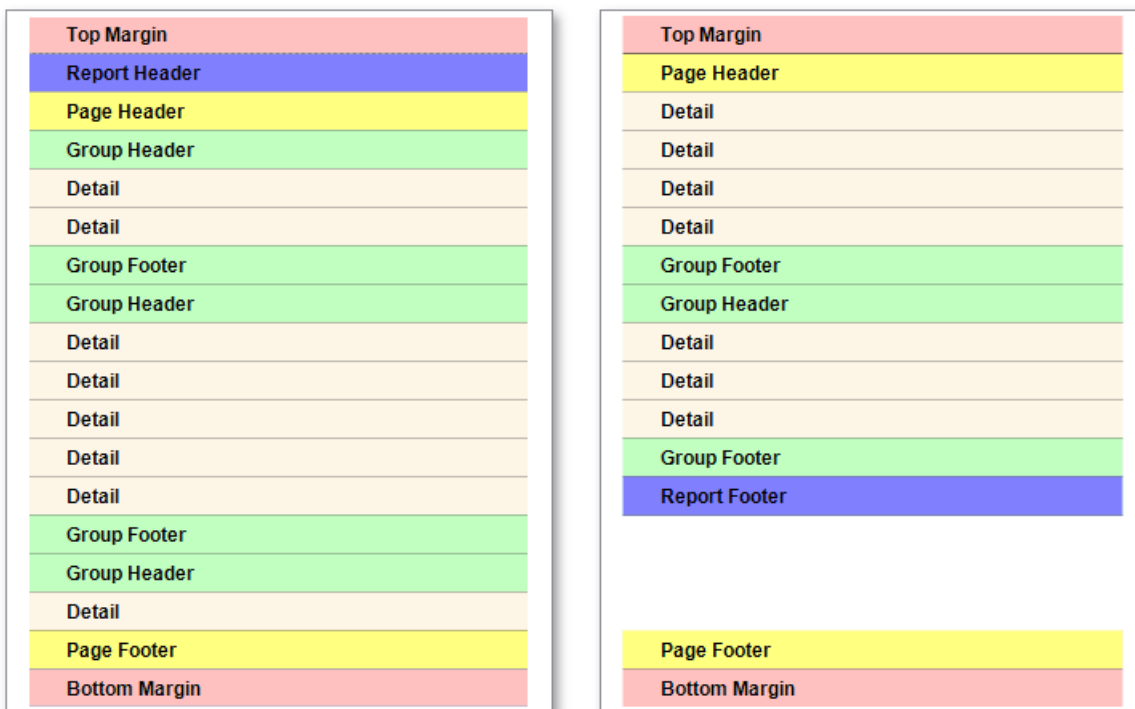 Top Margin
Report Header
Page Header
Group Header
Detail
Detail
Group Footer
Group Header
Detail
Detail
Detail
Detail
Detail
Group Footer
Group Header
Detail
Page Footer
Bottom Margin
Top Margin
Page Header
Detail
Detail
Detail
Detail
Group Footer
Group Header
Detail
Detail
Detail
Group Footer
Report Footer
Page Footer
Bottom Margin